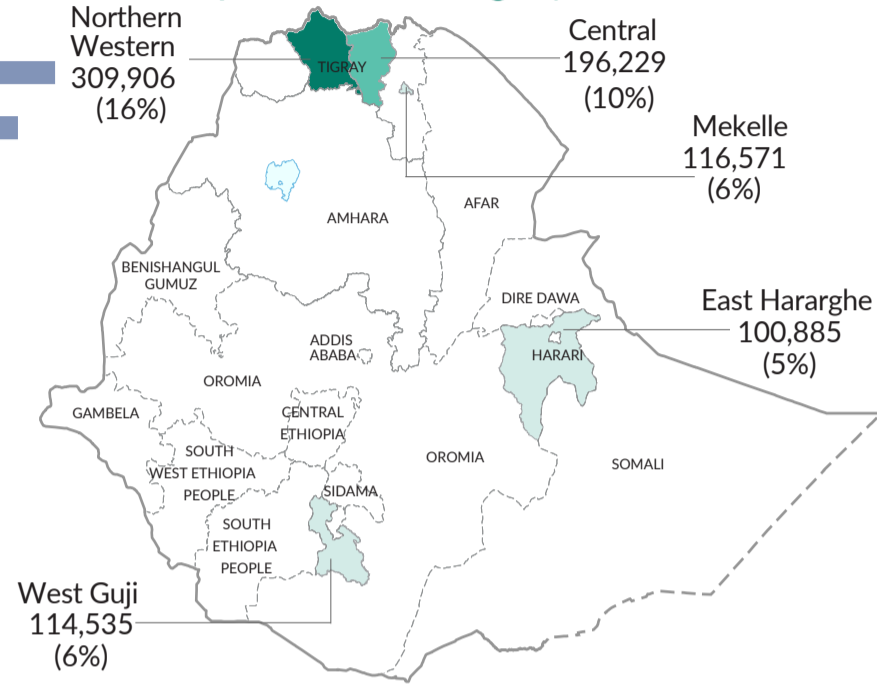 Northern
Western
309,906
(16%)
Central
196,229
(10%)
TIGRAY
Mekelle
116,571
(6%)
AFAR
AMHARA
BENISHANGUL
GUMUZ
DIRE DAWA
East Hararghe
100,885
(5%)
ADDIS
ABABA
HARARI
OROMIA
GAMBELA
CENTRAL
ETHIOPIA
SOUTH
WEST ETHIOPIA
PEOPLE
OROMIA
SOMALI
SIDAMA
SOUTH
ETHIOPIA
PEOPLE
West Guji
114,535
(6%)